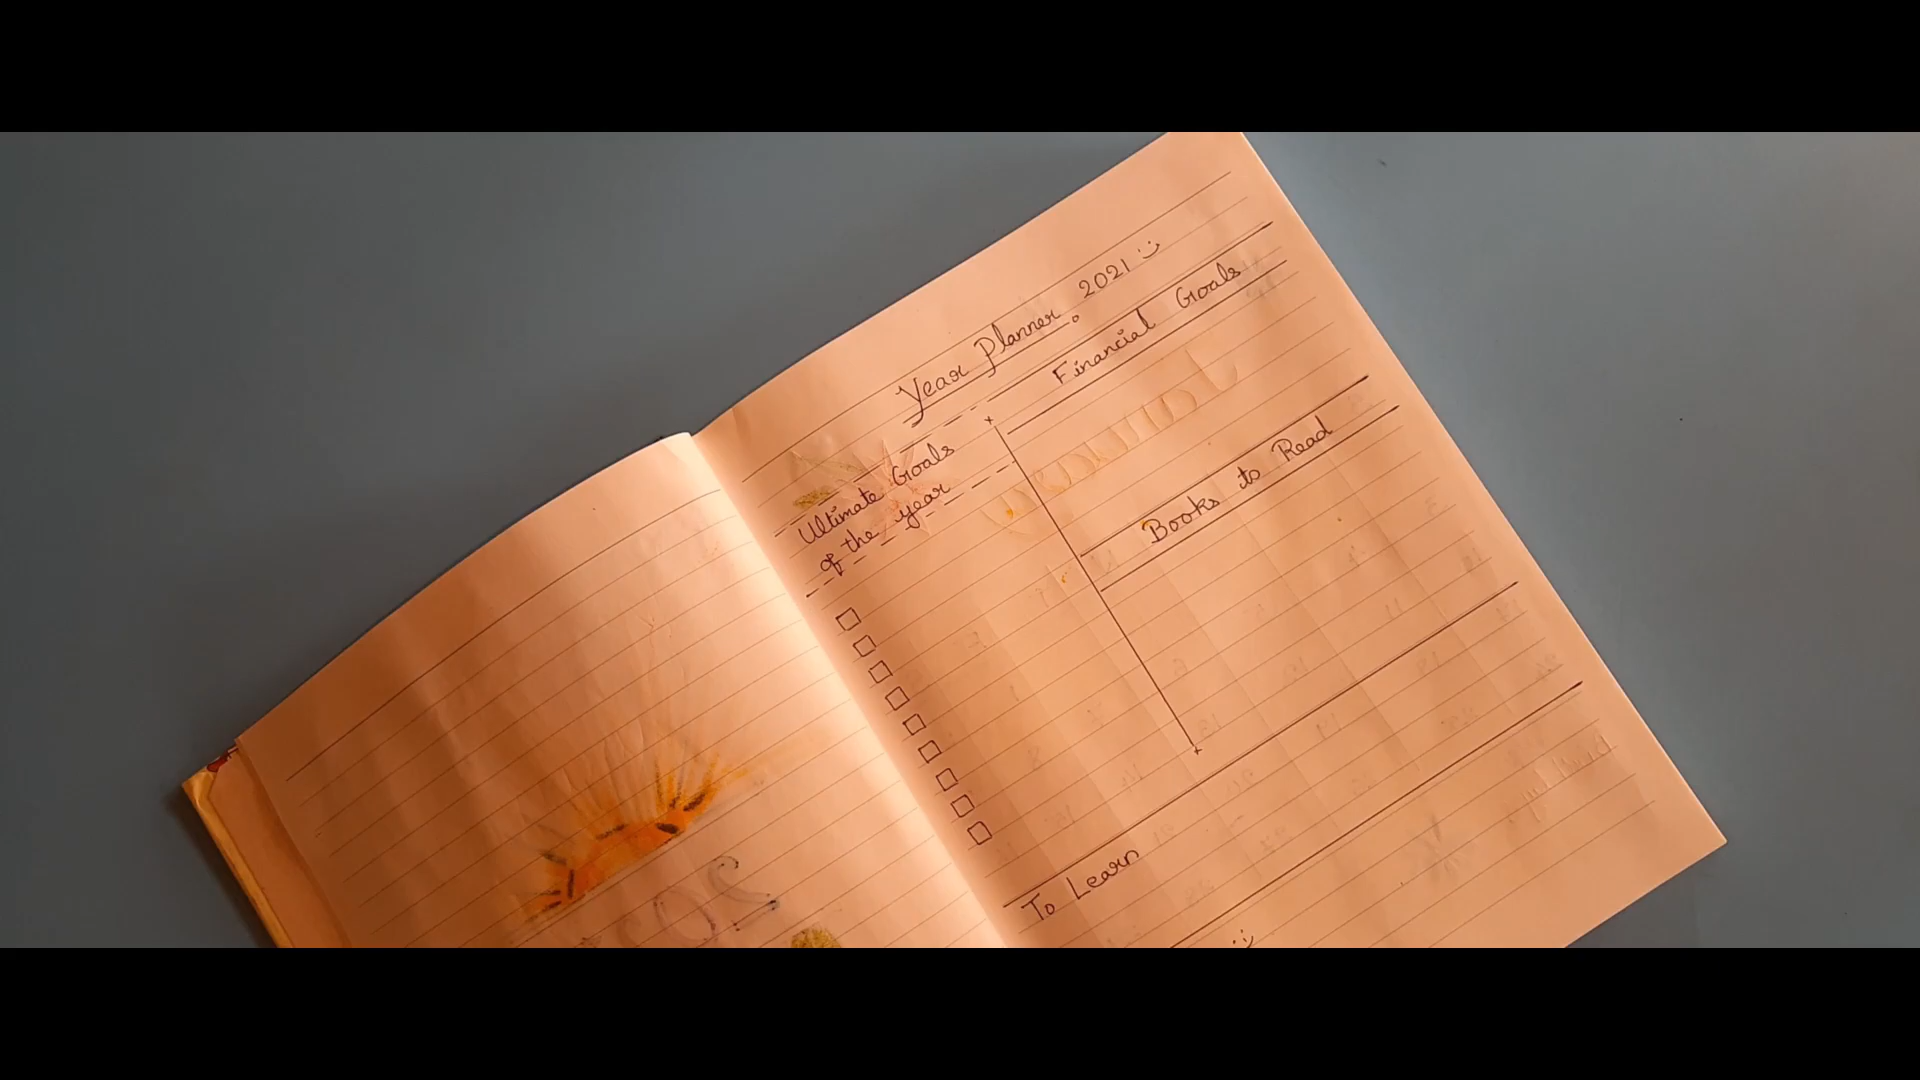 Year Planner. 2021 :)
Ultimate Goals
of the year
Financial Goals
Books to Read
To Learn